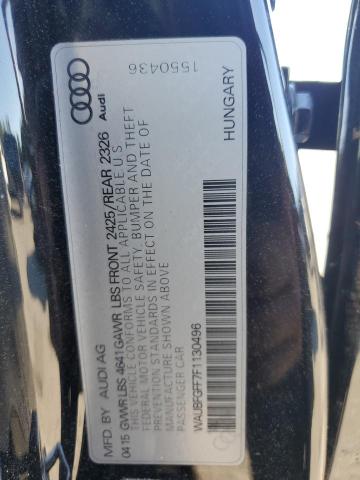 Audi
1550436
HUNGARY
MFD. BY AUDI AG
04 15 GVWR LBS 4641 GAWR LBS FRONT 2425/REAR 2326
THIS VEHICLE CONFORMS TO ALL APPLICABLE U S
FEDERAL MOTOR VEHICLE SAFETY, BUMPER AND THEFT
PREVENTION STANDARDS IN EFFECT ON THE DATE OF
MANUFACTURE SHOWN ABOVE
PASSENGER CAR
WAUBFGFF7F1130496